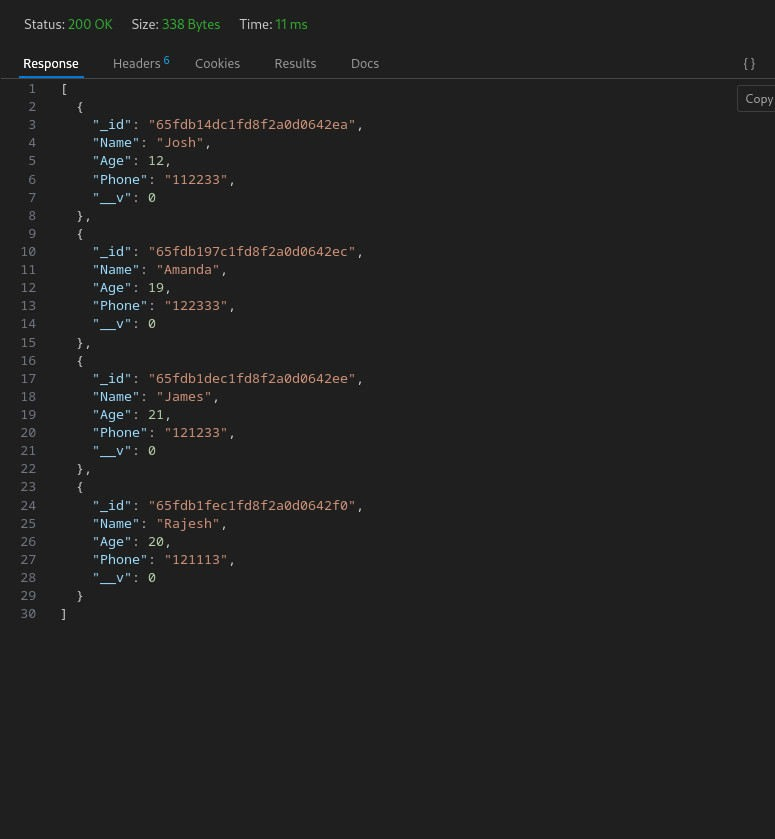 Status: 200 OK Size: 338 Bytes Time: 11 ms
Response Headers 6 Cookies Results Docs {}
Copy
1 [
2 {
3 "_id": "65fdb14dc1fd8f2a0d0642ea",
4 "Name": "Josh",
5 "Age": 12,
6 "Phone": "112233",
7 "__v": 0
8 },
9 {
10 "_id": "65fdb197c1fd8f2a0d0642ec",
11 "Name": "Amanda",
12 "Age": 19,
13 "Phone": "122333",
14 "__v": 0
15 },
16 {
17 "_id": "65fdb1dec1fd8f2a0d0642ee",
18 "Name": "James",
19 "Age": 21,
20 "Phone": "121233",
21 "__v": 0
22 },
23 {
24 "_id": "65fdb1fec1fd8f2a0d0642f0",
25 "Name": "Rajesh",
26 "Age": 20,
27 "Phone": "121113",
28 "__v": 0
29 }
30 ]